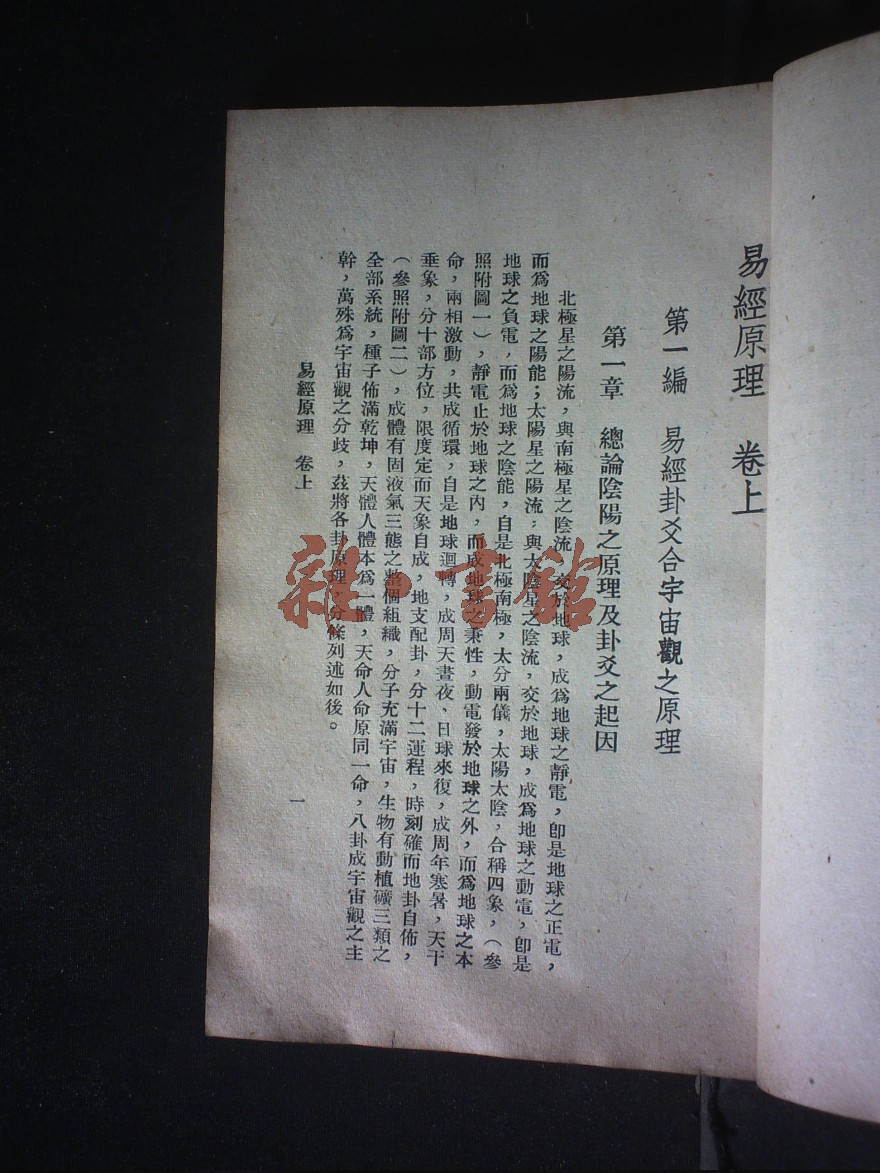 易經原理 卷上
第一編 易經卦爻合宇宙觀之原理
第一章 總論陰陽之原理及卦爻之起因
北極星之陽流，與南極星之陰流，交於地球，成爲地球之靜電，卽是地球之正電，
而爲地球之陽能；太陽星之陽流，與太陰星之陰流，交於地球，成爲地球之動電，卽是
地球之負電，而爲地球之陰能，自是北極南極，太分兩儀，太陽太陰，合稱四象，（參
照附圖一），靜電止於地球之內，而成地球之秉性，動電發於地球之外，而爲地球之本
命，兩相激動，共成循環，自是地球迴轉，成周天晝夜，日球來復，成周年寒暑，天干
垂象，分十部方位，限度定而天象自成，地支配卦，分十二運程，時刻確而地卦自佈，
（參照附圖二），成體有固液氣三態之整個組織，分子充滿宇宙，生物有動植礦三類之
全部系統，種子佈滿乾坤，天體人體本爲一體，天命人命原同一命，八卦成宇宙觀之主
幹，萬殊爲宇宙觀之分歧，茲將各卦原理，分條列述如後。
易經原理 卷上
一
雜·書館